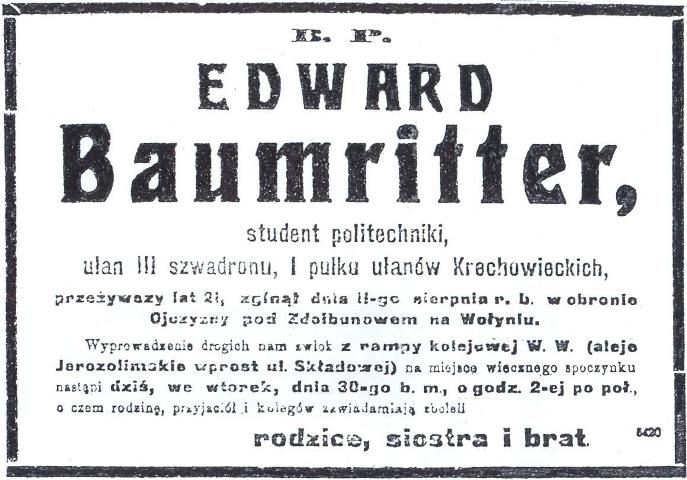 Ś. P.
EDWARD
Baumritter,
student politechniki,
ułan III szwadronu, I pułku ułanów Krechowieckich,
przeżywszy lat 21, zginął dnia 11-go sierpnia r. b. w obronie
Ojczyzny pod Zdołbunowem na Wołyniu.
Wyprowadzenie drogich nam zwłok z rampy kolejowej W. W. (aleje
Jerozolimskie wprost ul. Składowej) na miejsce wiecznego spoczynku
nastąpi dziś, we wtorek, dnia 30-go b. m., o godz. 2-ej po poł.,
o czem rodzinę, przyjaciół i kolegów zawiadamiają zboleli
rodzice, siostra i brat.
5420